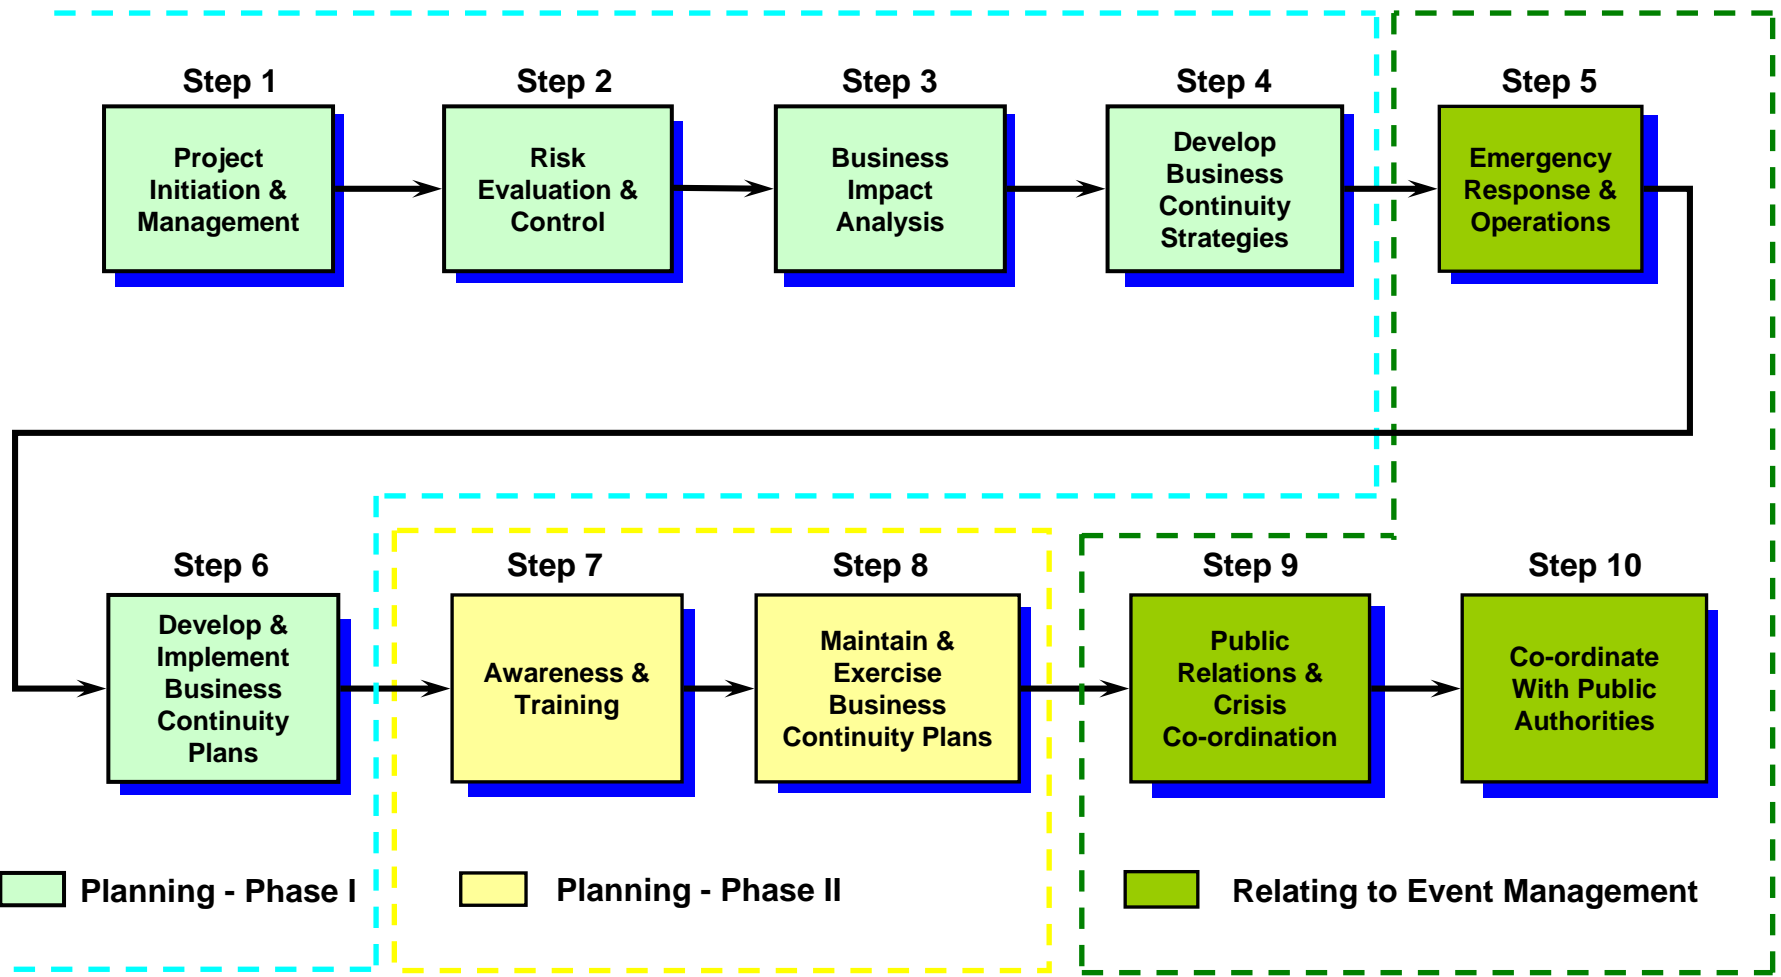 Step 1
Project
Initiation &
Management
Step 2
Risk
Evaluation &
Control
Step 3
Business
Impact
Analysis
Step 4
Develop
Business
Continuity
Strategies
Step 5
Emergency
Response &
Operations
Step 6
Develop &
Implement
Business
Continuity
Plans
Step 7
Awareness &
Training
Step 8
Maintain &
Exercise
Business
Continuity Plans
Step 9
Public
Relations &
Crisis
Co-ordination
Step 10
Co-ordinate
With Public
Authorities
Planning - Phase I
Planning - Phase II
Relating to Event Management